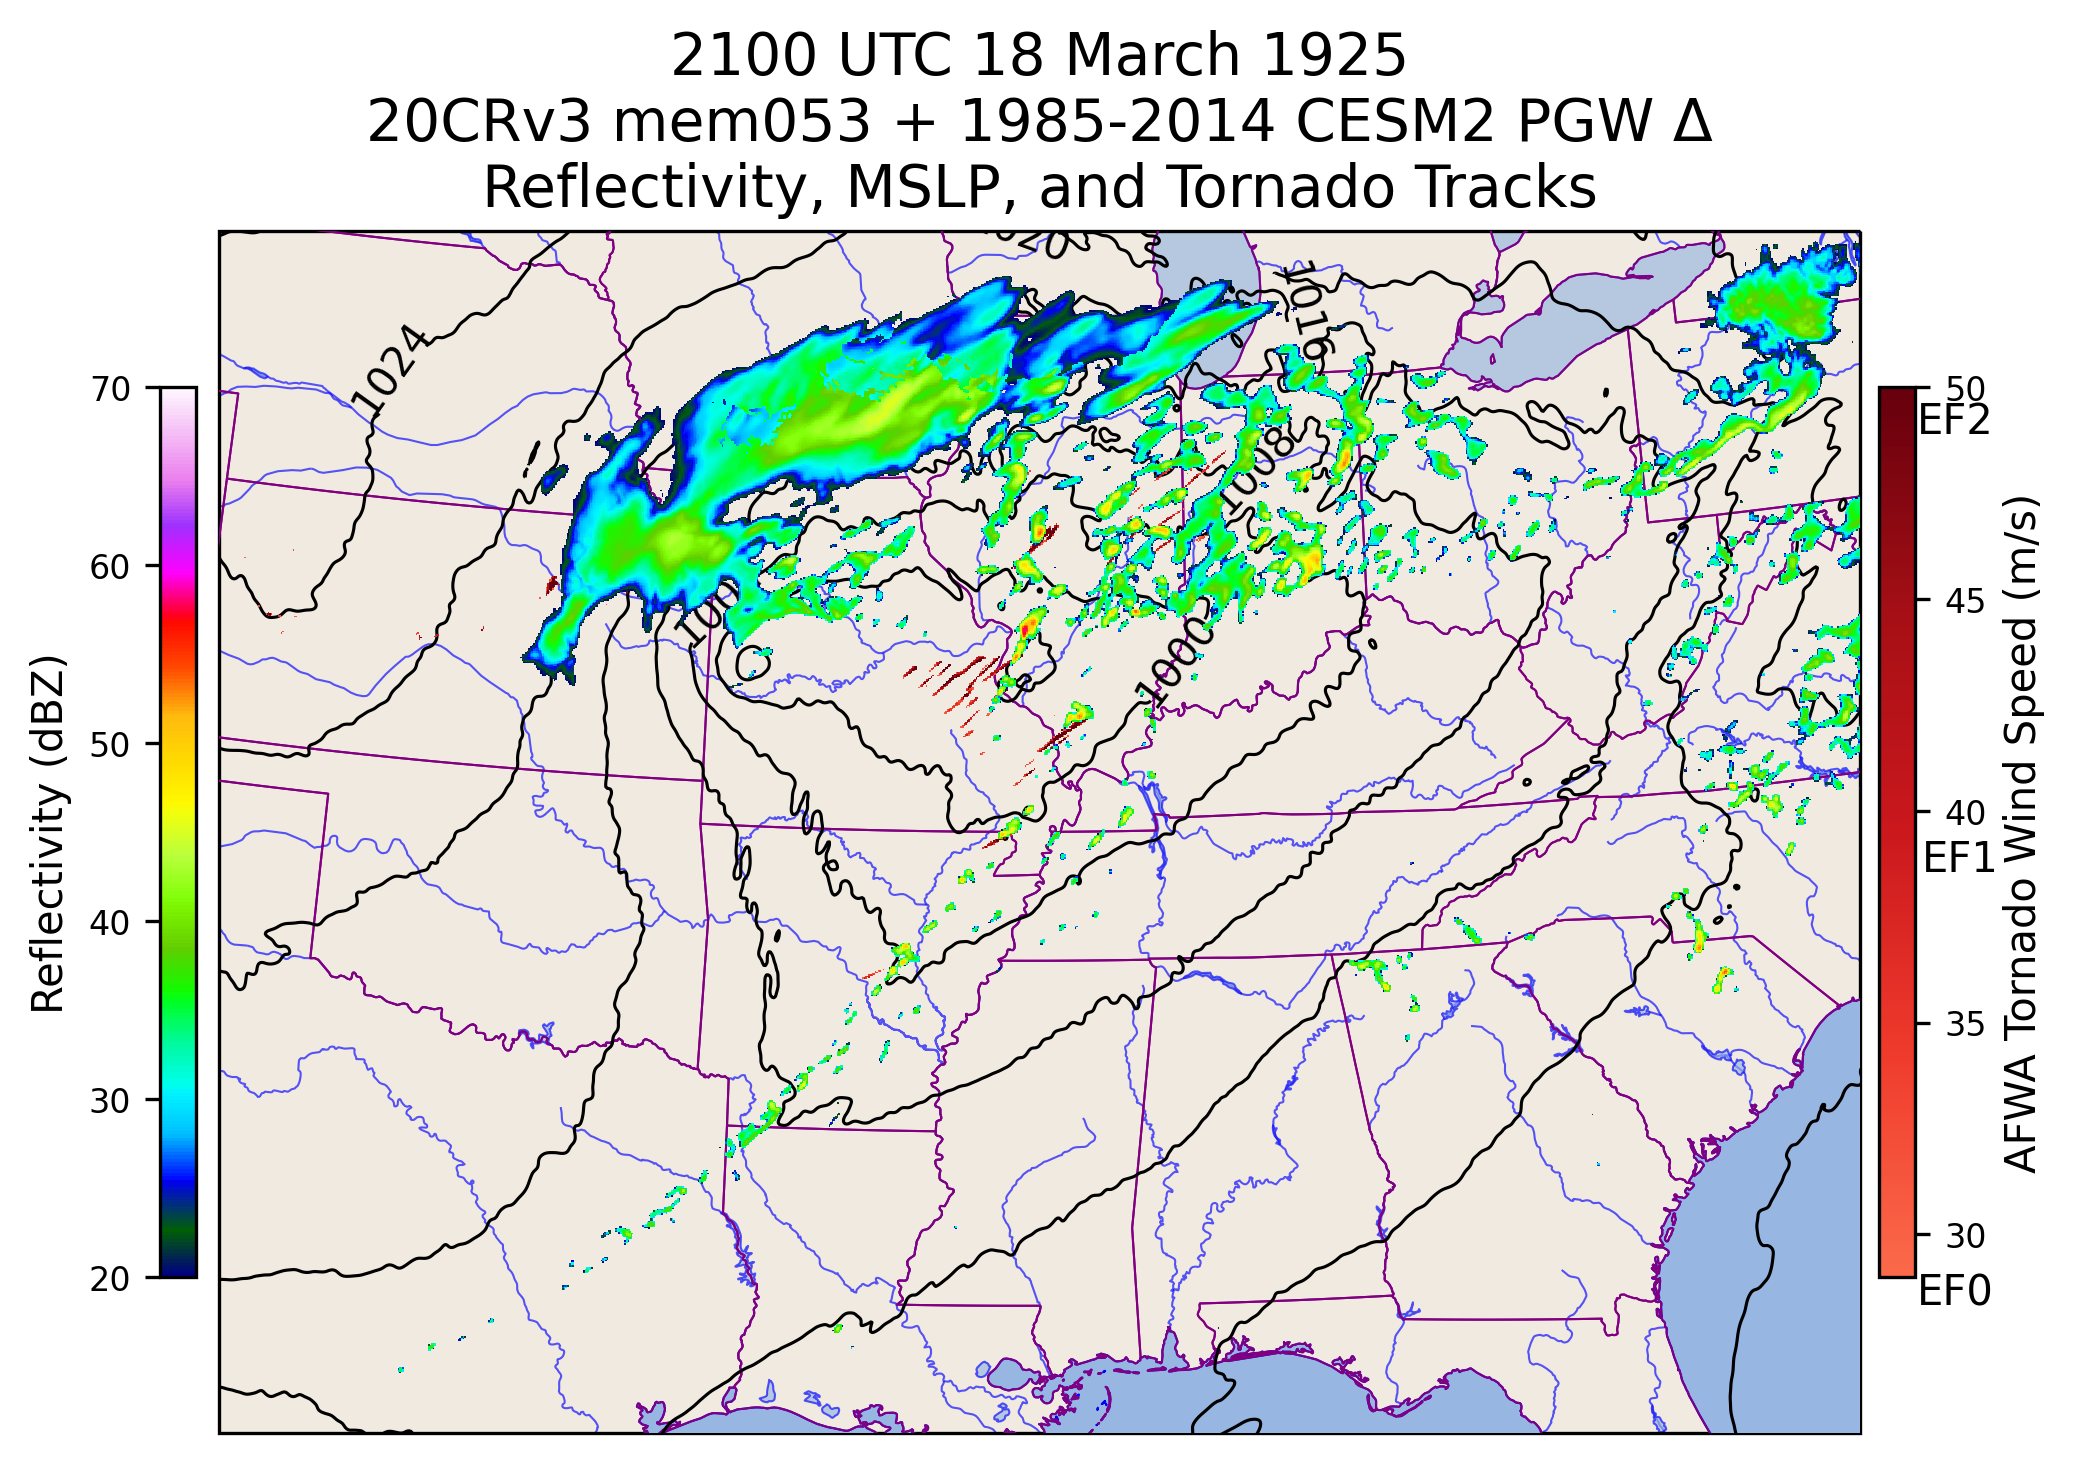 2100 UTC 18 March 1925
20CRv3 mem053 + 1985-2014 CESM2 PGW Δ
Reflectivity, MSLP, and Tornado Tracks
1024
1016
1008
1000
70
60
50
40
30
20
Reflectivity (dBZ)
50
EF2
45
40
EF1
35
30
EF0
AFWA Tornado Wind Speed (m/s)